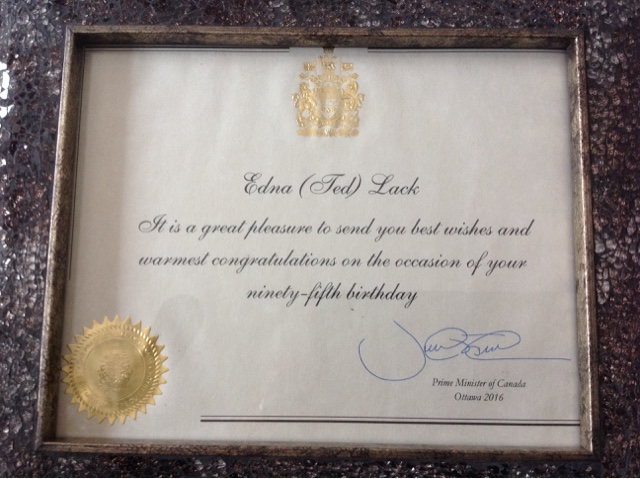 Edna (Ted) Lack
It is a great pleasure to send you best wishes and
warmest congratulations on the occasion of your
ninety-fifth birthday
Prime Minister of Canada
Ottawa 2016